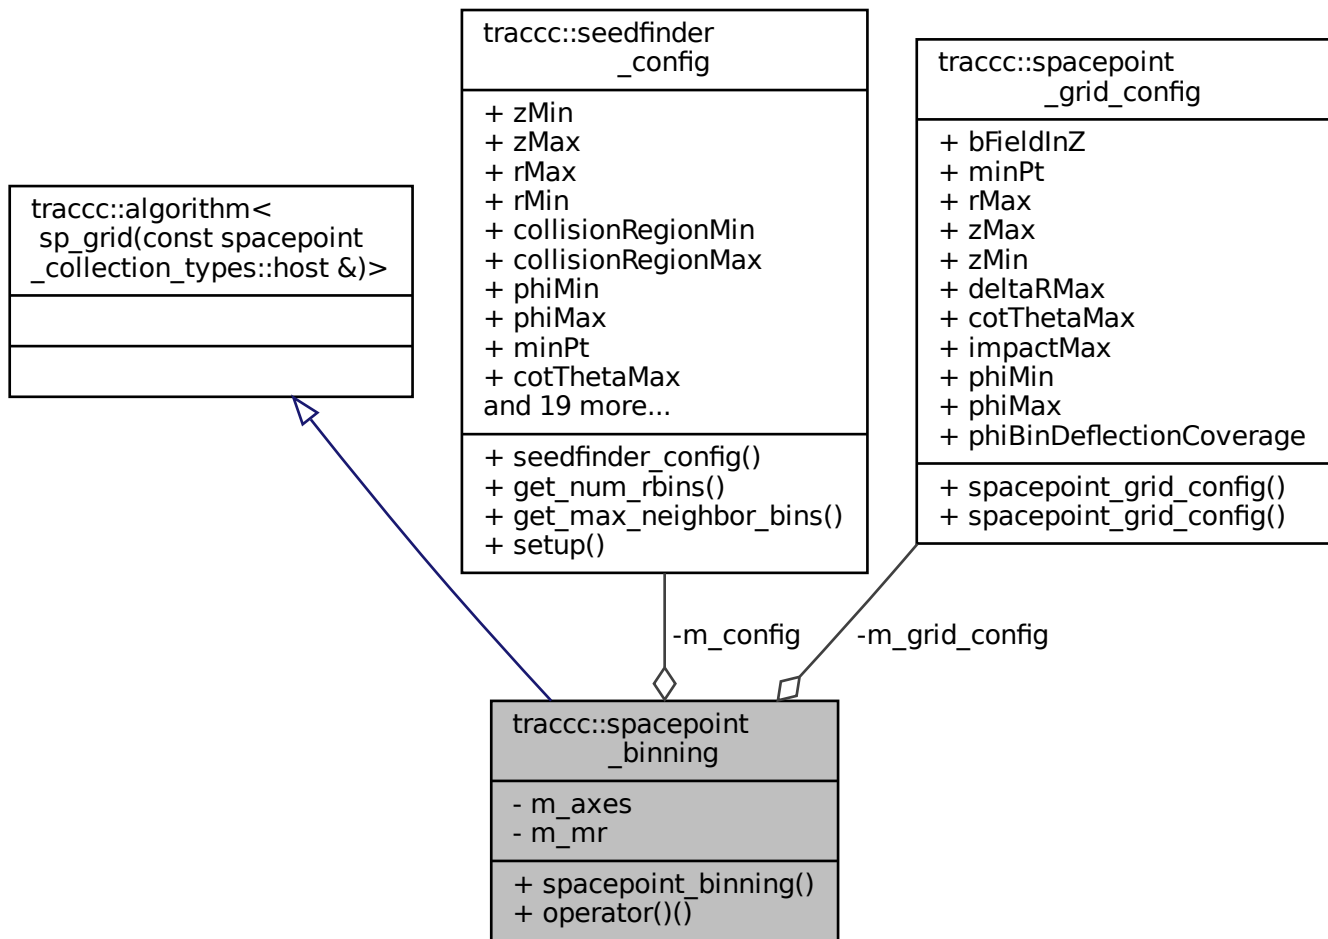 traccc::seedfinder
_config
+ zMin
+ zMax
+ rMax
+ rMin
+ collisionRegionMin
+ collisionRegionMax
+ phiMin
+ phiMax
+ minPt
+ cotThetaMax
and 19 more...
+ seedfinder_config()
+ get_num_rbins()
+ get_max_neighbor_bins()
+ setup()
traccc::spacepoint
_grid_config
+ bFieldInZ
+ minPt
+ rMax
+ zMax
+ zMin
+ deltaRMax
+ cotThetaMax
+ impactMax
+ phiMin
+ phiMax
+ phiBinDeflectionCoverage
+ spacepoint_grid_config()
+ spacepoint_grid_config()
traccc::algorithm<
sp_grid(const spacepoint
_collection_types::host &)>
-m_config
-m_grid_config
traccc::spacepoint
_binning
- m_axes
- m_mr
+ spacepoint_binning()
+ operator()()